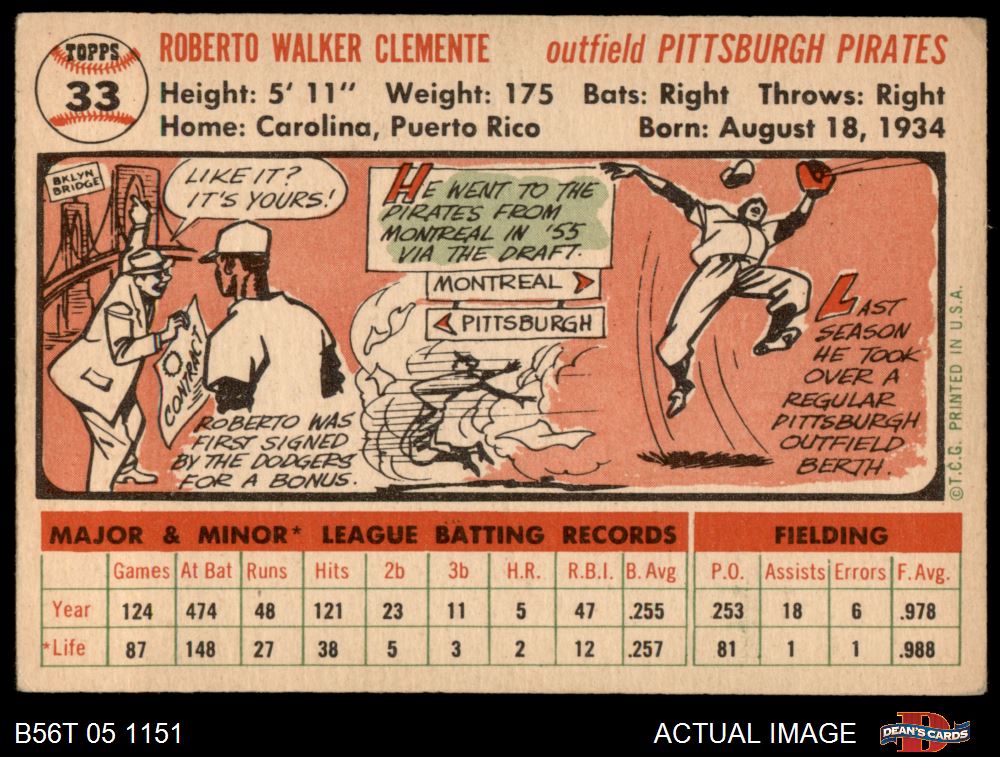 TOPPS
33
ROBERTO WALKER CLEMENTE outfield PITTSBURGH PIRATES
Height: 5' 11" Weight: 175 Bats: Right Throws: Right
Home: Carolina, Puerto Rico Born: August 18, 1934
BKLYN
BRIDGE
LIKE IT?
IT'S YOURS!
CONTRACT
ROBERTO WAS
FIRST SIGNED
BY THE DODGERS
FOR A BONUS.
HE WENT TO THE
PIRATES FROM
MONTREAL IN '55
VIA THE DRAFT.
MONTREAL
PITTSBURGH
LAST
SEASON
HE TOOK
OVER A
REGULAR
PITTSBURGH
OUTFIELD
BERTH.
©T.C.G. PRINTED IN U.S.A.
MAJOR & MINOR* LEAGUE BATTING RECORDS FIELDING
Games At Bat Runs Hits 2b 3b H.R. R.B.I. B. Avg P.O. Assists Errors F. Avg.
Year 124 474 48 121 23 11 5 47 .255 253 18 6 .978
*Life 87 148 27 38 5 3 2 12 .257 81 1 1 .988
B56T 05 1151 ACTUAL IMAGE DEAN'S CARDS